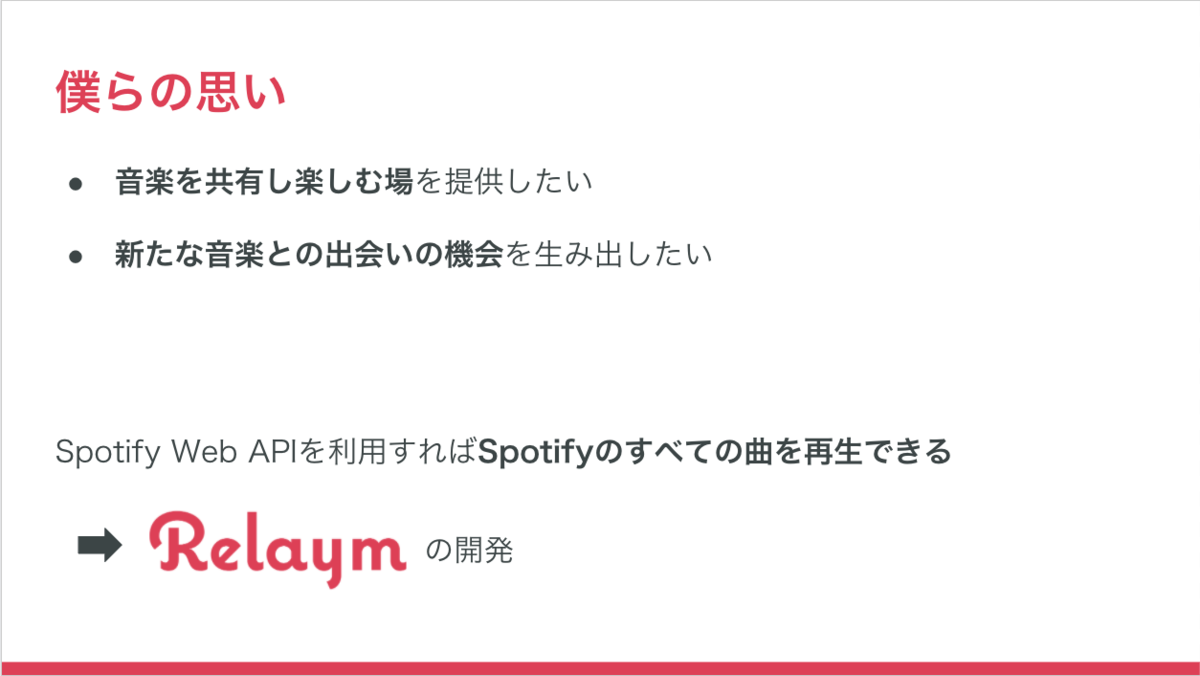 僕らの思い
● 音楽を共有し楽しむ場を提供したい
● 新たな音楽との出会いの機会を生み出したい
Spotify Web APIを利用すればSpotifyのすべての曲を再生できる
➡ Relaym の開発